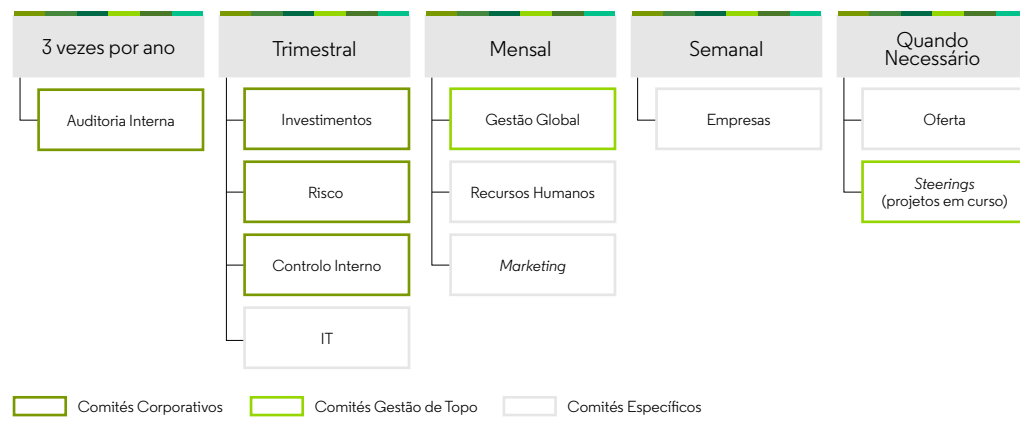 3 vezes por ano
Auditoria Interna
Trimestral
Investimentos
Risco
Controlo Interno
IT
Mensal
Gestão Global
Recursos Humanos
Marketing
Semanal
Empresas
Quando
Necessário
Oferta
Steerings
(projetos em curso)
Comités Corporativos
Comités Gestão de Topo
Comités Específicos